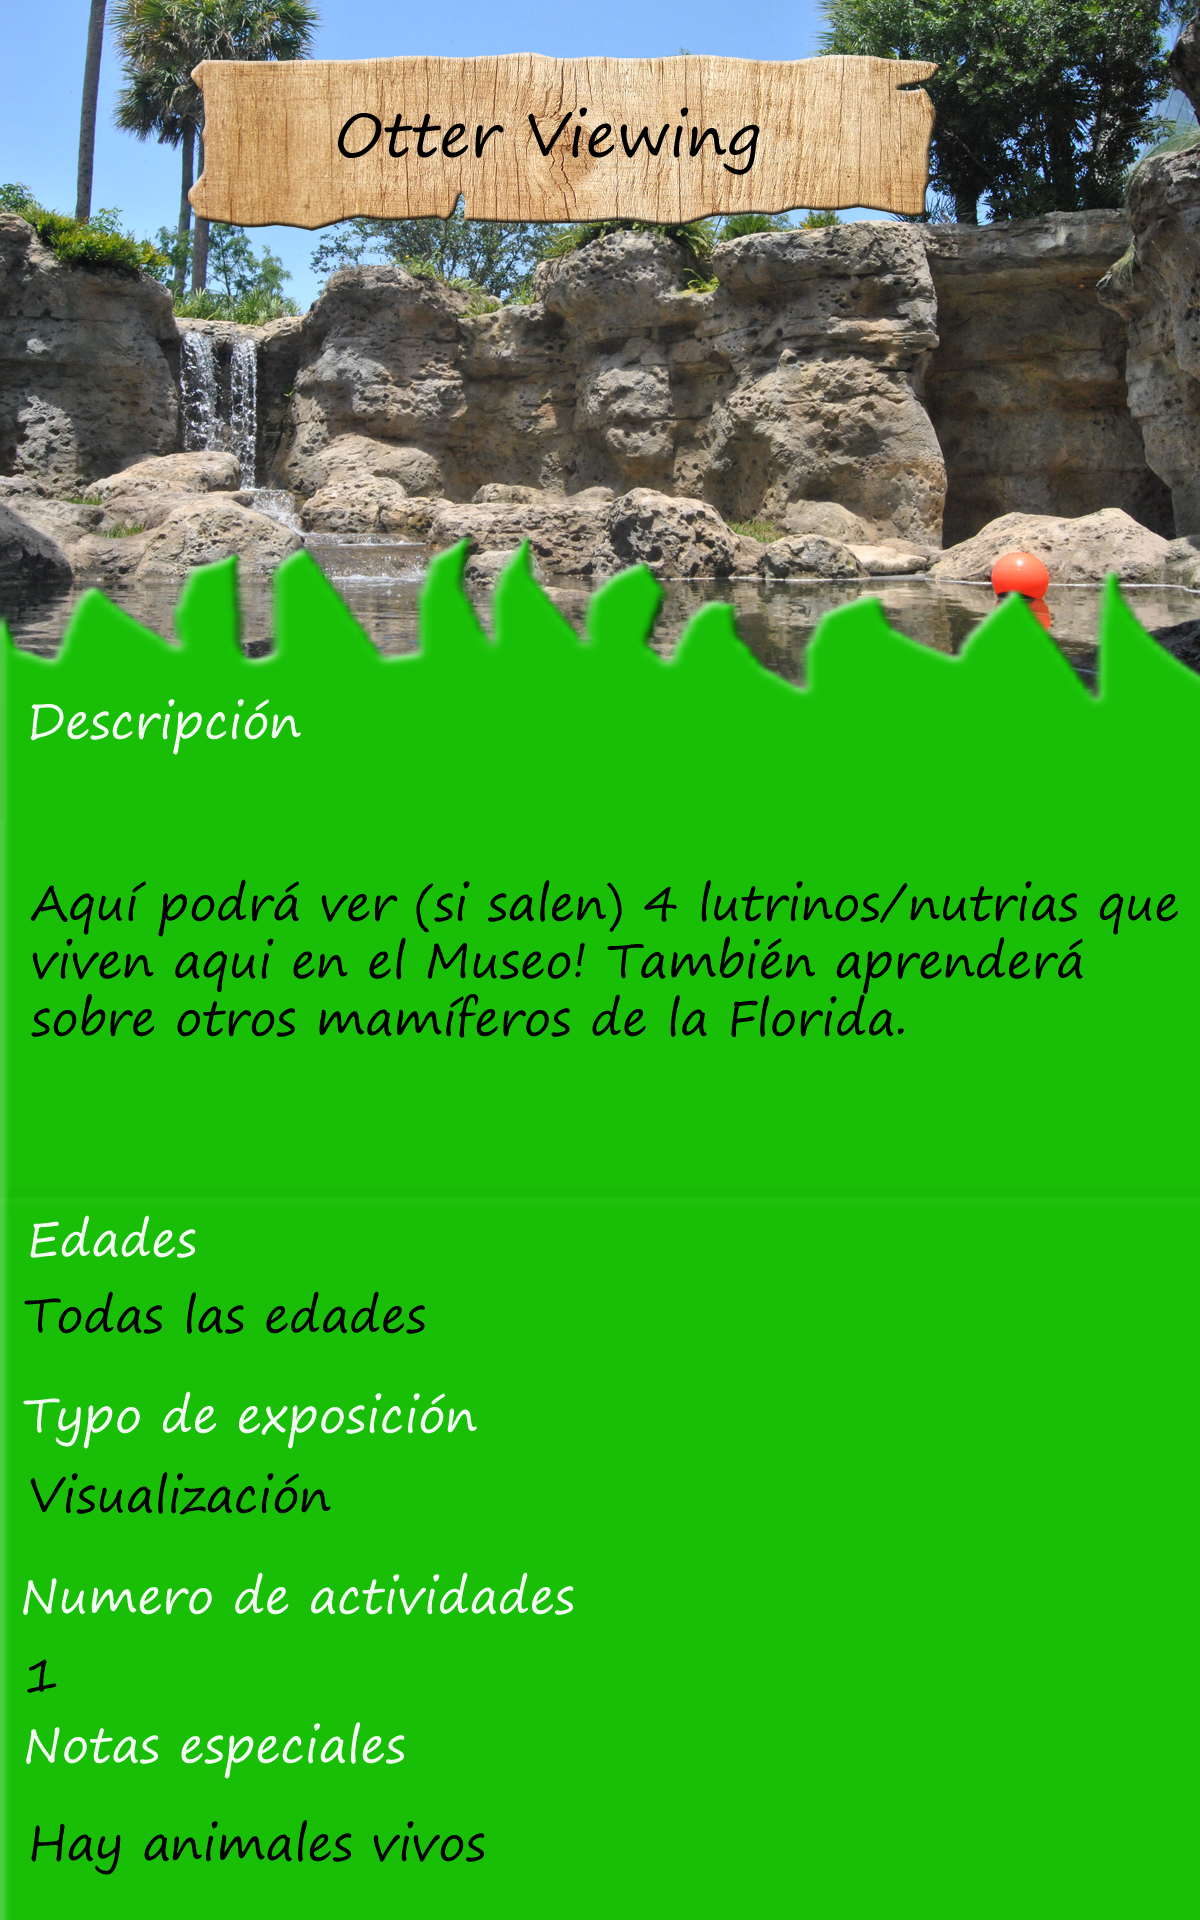 Otter Viewing
Descripción
Aquí podrá ver (si salen) 4 lutrinos/nutrias que
viven aqui en el Museo! También aprenderá
sobre otros mamíferos de la Florida.
Edades
Todas las edades
Typo de exposición
Visualización
Numero de actividades
1
Notas especiales
Hay animales vivos